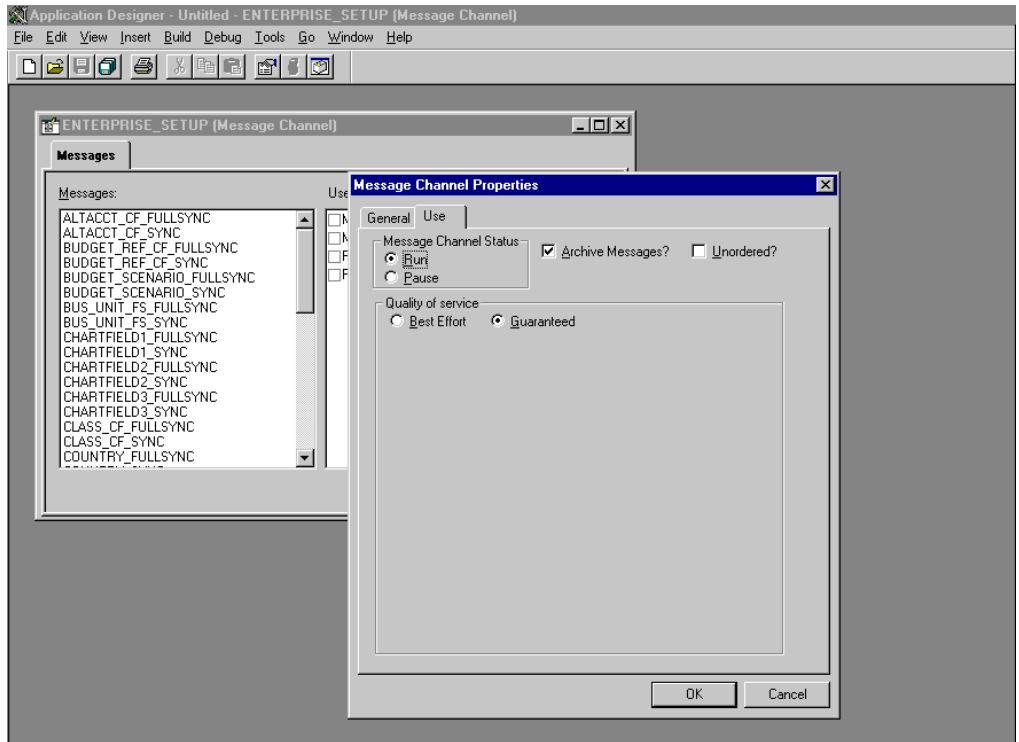 Application Designer - Untitled - ENTERPRISE_SETUP (Message Channel)
File Edit View Insert Build Debug Tools Go Window Help
ENTERPRISE_SETUP (Message Channel)
Messages
Messages:
Use
ALTACCT_CF_FULLSYNC
ALTACCT_CF_SYNC
BUDGET_REF_CF_FULLSYNC
BUDGET_REF_CF_SYNC
BUDGET_SCENARIO_FULLSYNC
BUDGET_SCENARIO_SYNC
BUS_UNIT_FS_FULLSYNC
BUS_UNIT_FS_SYNC
CHARTFIELD1_FULLSYNC
CHARTFIELD1_SYNC
CHARTFIELD2_FULLSYNC
CHARTFIELD2_SYNC
CHARTFIELD3_FULLSYNC
CHARTFIELD3_SYNC
CLASS_CF_FULLSYNC
CLASS_CF_SYNC
COUNTRY_FULLSYNC
Message Channel Properties
General Use
Message Channel Status
Run
Pause
Archive Messages? Unordered?
Quality of service
Best Effort Guaranteed
OK Cancel